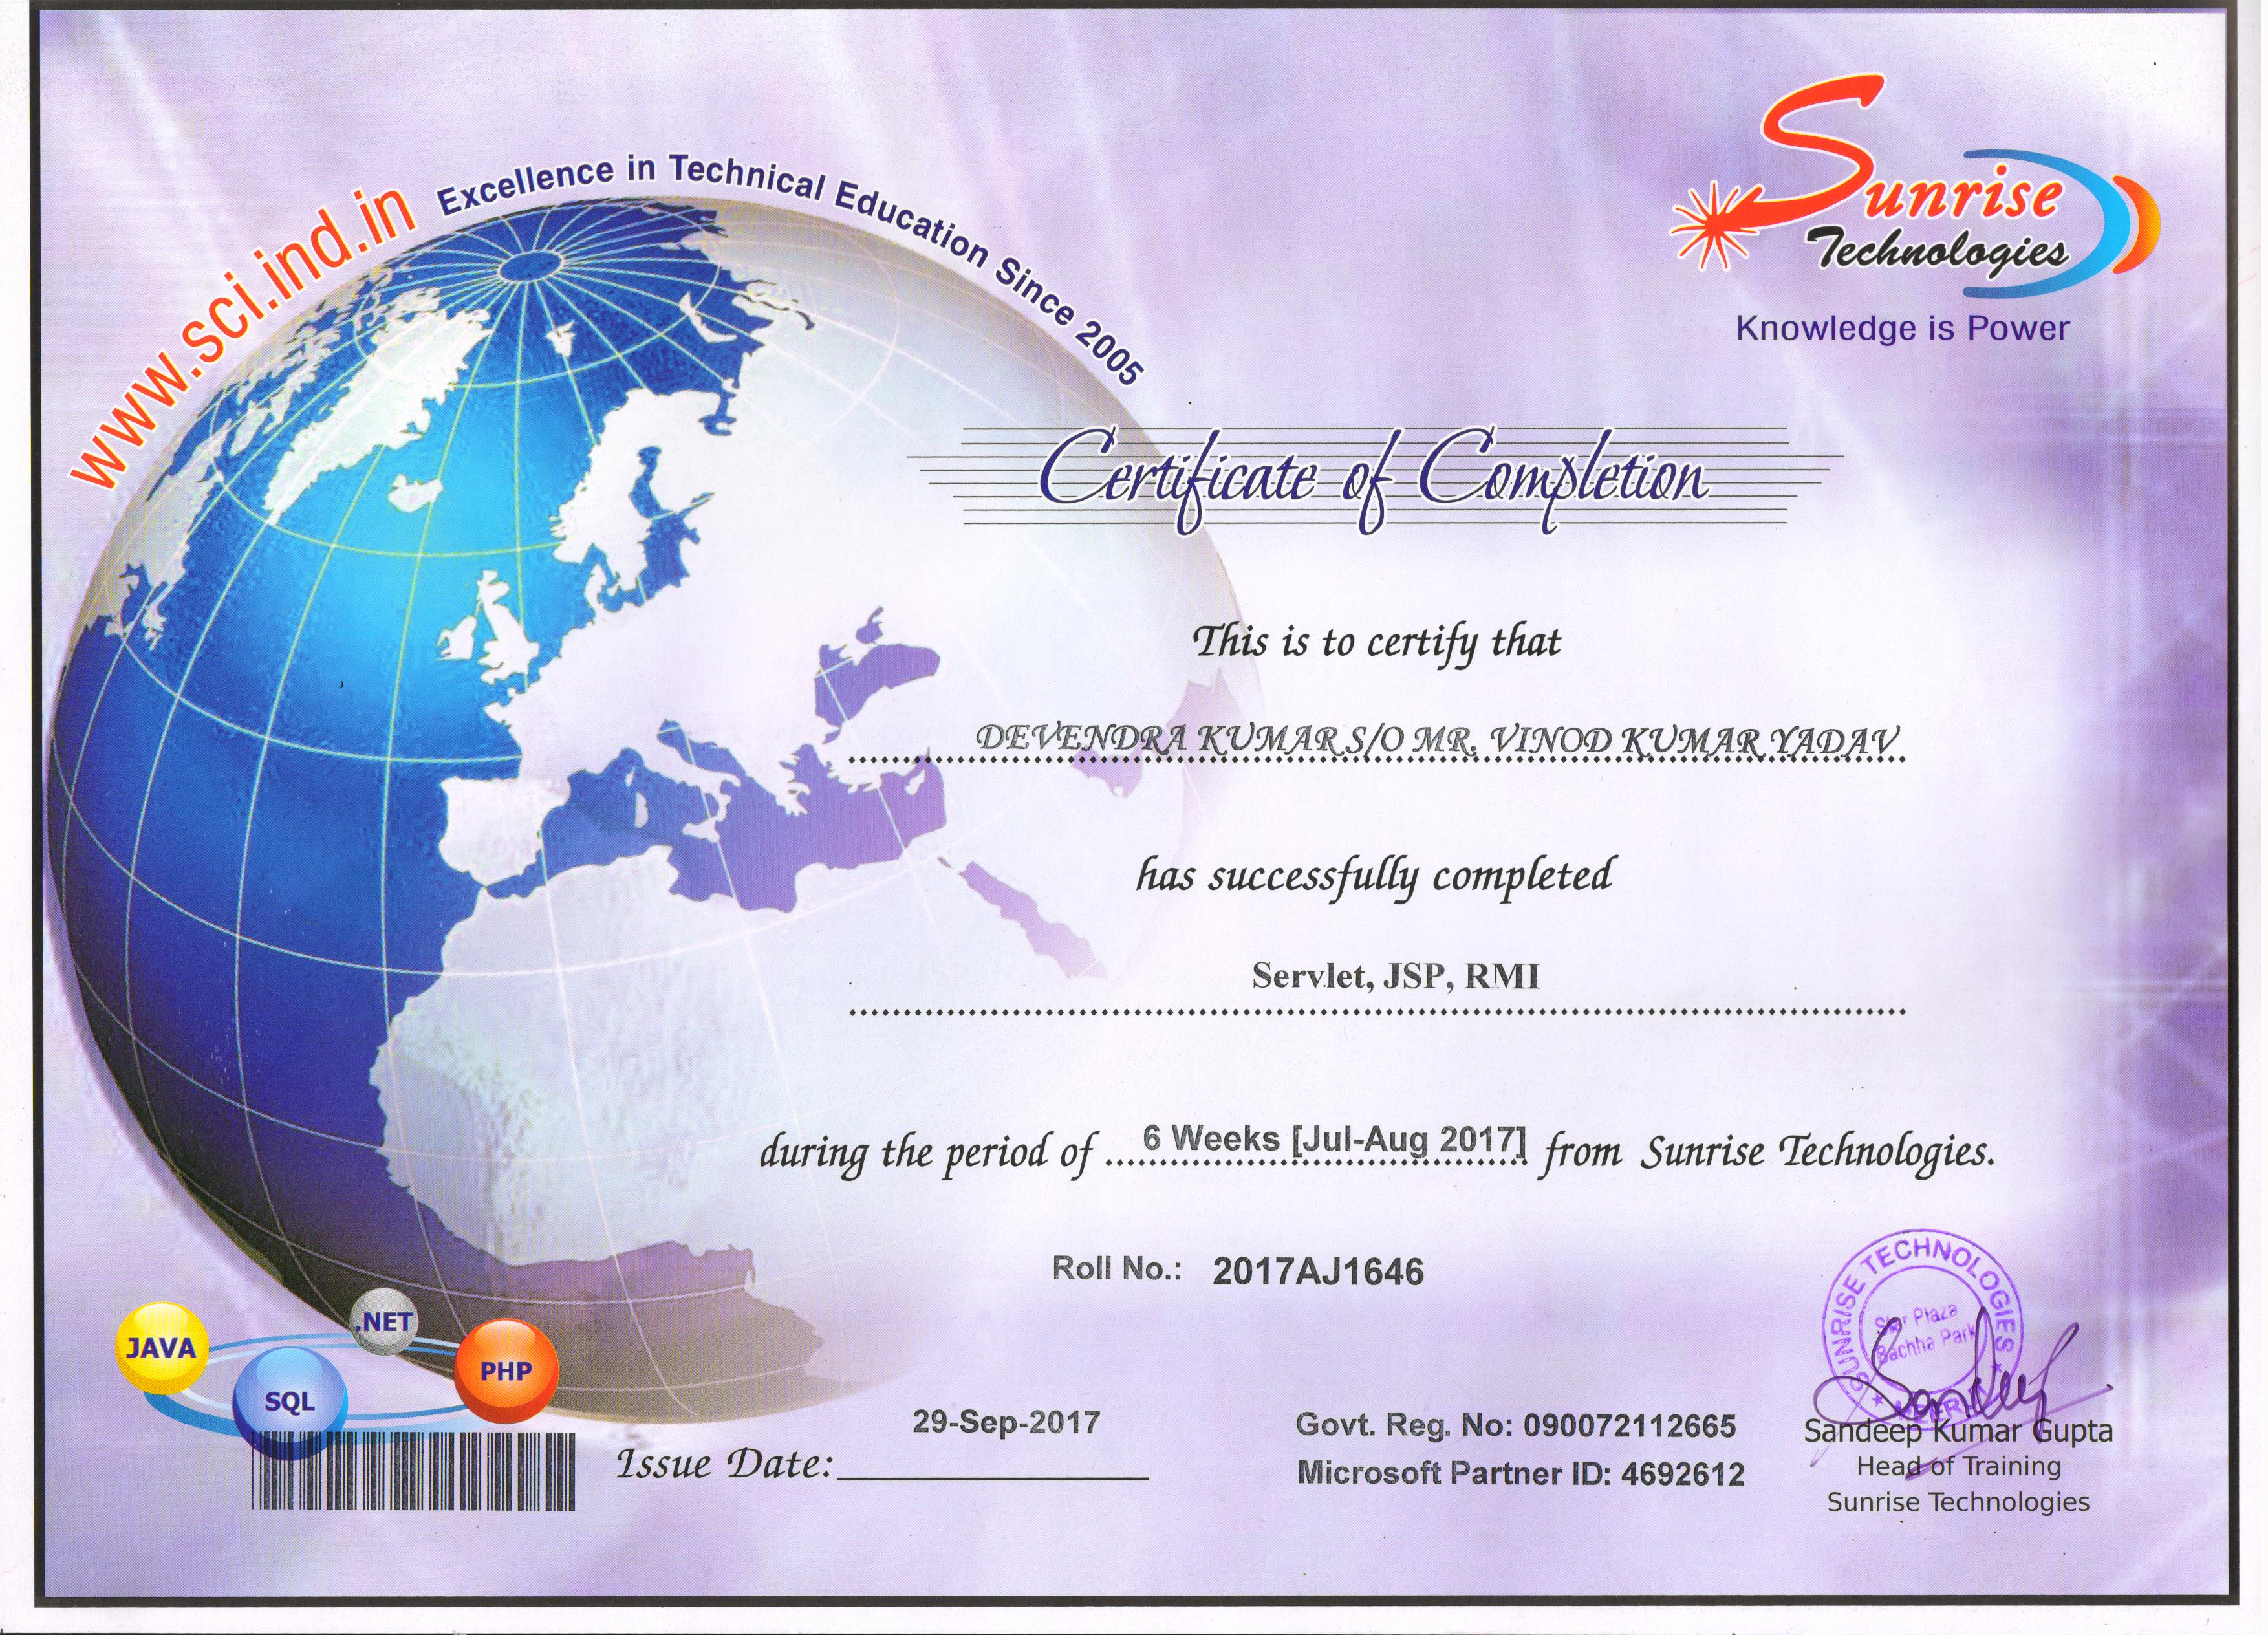 www.sci.ind.in
Excellence in Technical Education Since 2005
Sunrise
Technologies
Knowledge is Power
Certificate of Completion
This is to certify that
DEVENDRA KUMAR S/O MR. VINOD KUMAR YADAV
has successfully completed
Servlet, JSP, RMI
during the period of 6 Weeks [Jul-Aug 2017] from Sunrise Technologies.
Roll No.: 2017AJ1646
JAVA
.NET
SQL
PHP
Issue Date: 29-Sep-2017
Govt. Reg. No: 090072112665
Microsoft Partner ID: 4692612
SUNRISE TECHNOLOGIES
Star Plaza
Bachha Park
MEERUT
Sandeep
Sandeep Kumar Gupta
Head of Training
Sunrise Technologies